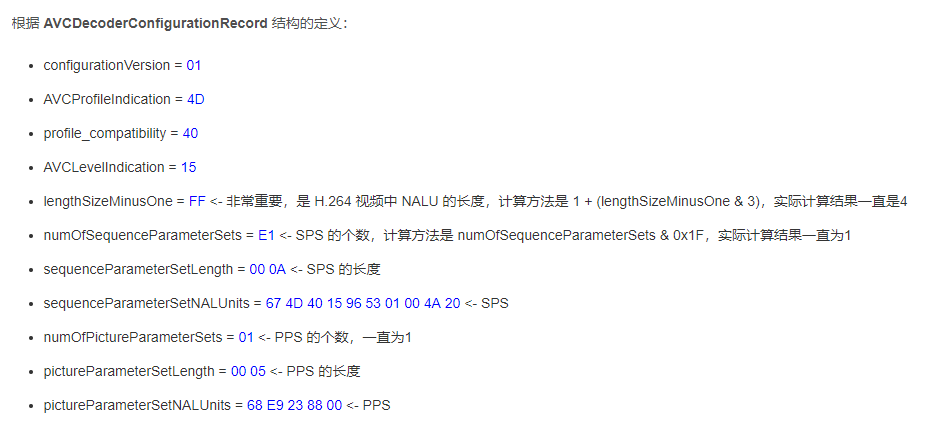 根据 AVCDecoderConfigurationRecord 结构的定义：
• configurationVersion = 01
• AVCProfileIndication = 4D
• profile_compatibility = 40
• AVCLevelIndication = 15
• lengthSizeMinusOne = FF <- 非常重要，是 H.264 视频中 NALU 的长度，计算方法是 1 + (lengthSizeMinusOne & 3)，实际计算结果一直是4
• numOfSequenceParameterSets = E1 <- SPS 的个数，计算方法是 numOfSequenceParameterSets & 0x1F，实际计算结果一直为1
• sequenceParameterSetLength = 00 0A <- SPS 的长度
• sequenceParameterSetNALUnits = 67 4D 40 15 96 53 01 00 4A 20 <- SPS
• numOfPictureParameterSets = 01 <- PPS 的个数，一直为1
• pictureParameterSetLength = 00 05 <- PPS 的长度
• pictureParameterSetNALUnits = 68 E9 23 88 00 <- PPS